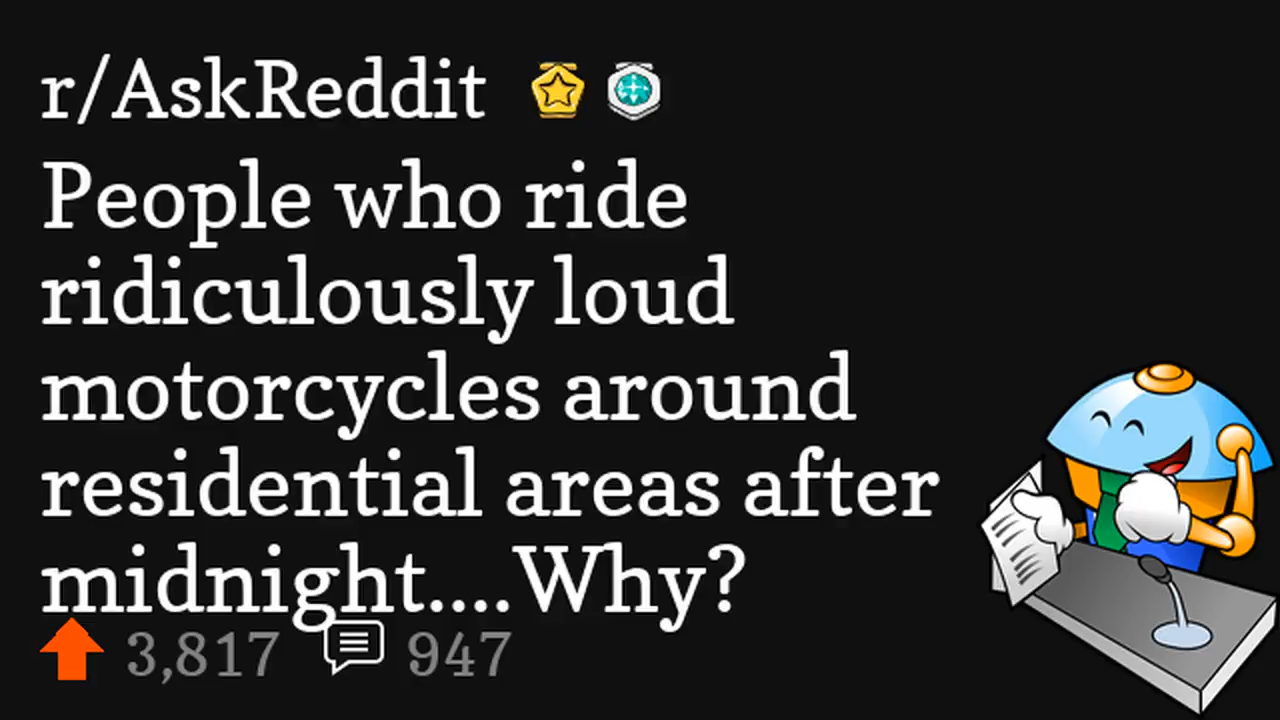 r/AskReddit
People who ride
ridiculously loud
motorcycles around
residential areas after
midnight....Why?
3,817 947